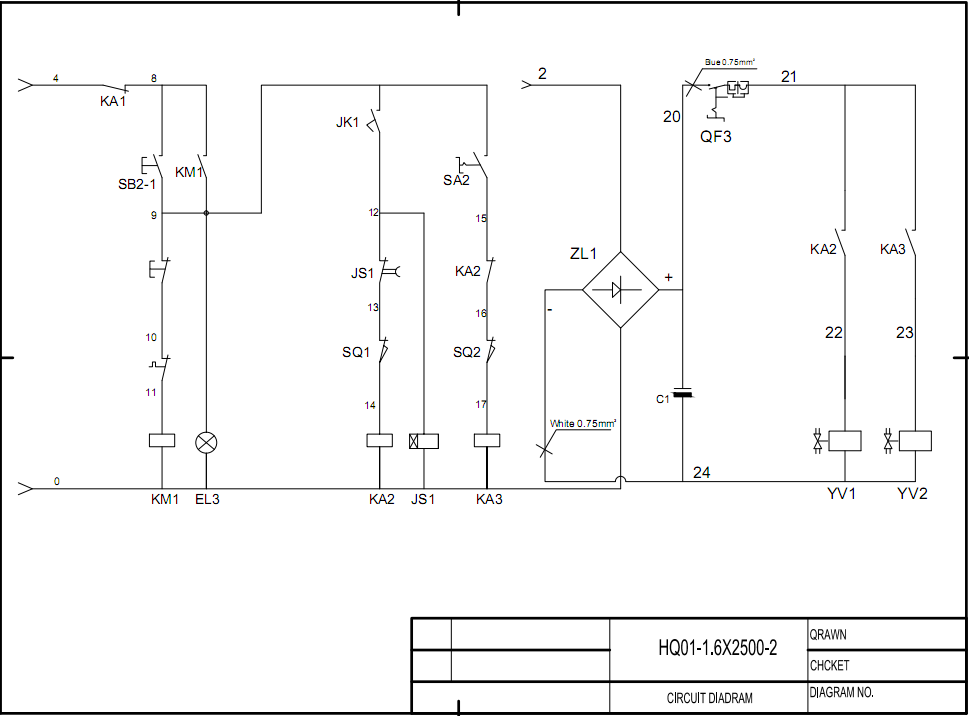 4
8
KA1
2
Blue 0.75mm²
21
20
QF3
JK1
SB2-1
KM1
SA2
9
12
15
ZL1
KA2
KA3
JS1
KA2
+
-
13
16
10
SQ1
SQ2
22
23
11
14
17
C1
White 0.75mm²
0
24
KM1
EL3
KA2
JS1
KA3
YV1
YV2
HQ01-1.6X2500-2
QRAWN
CHCKET
CIRCUIT DIADRAM
DIAGRAM NO.